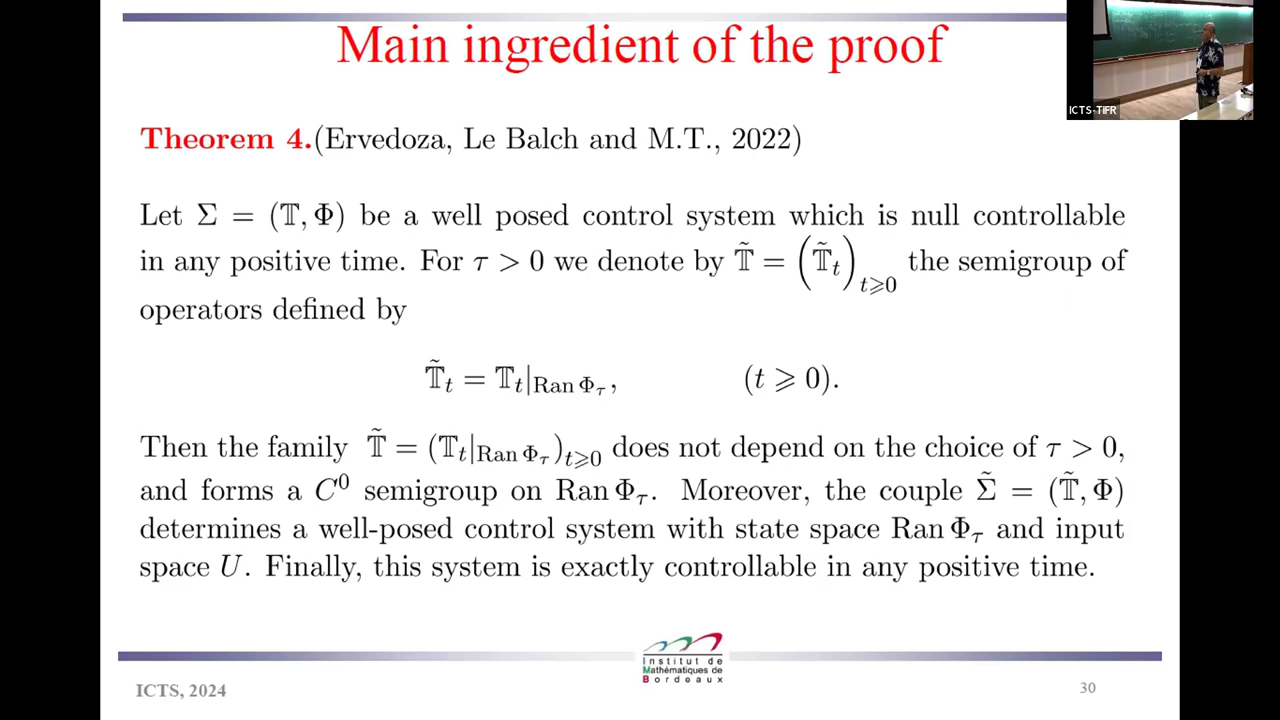 Main ingredient of the proof
ICTS-TIFR
Theorem 4.(Ervedoza, Le Balch and M.T., 2022)
Let Σ = (𝕋, Φ) be a well posed control system which is null controllable
in any positive time. For τ > 0 we denote by 𝕋̃ = (𝕋̃ₜ)ₜ⩾₀ the semigroup of
operators defined by
𝕋̃ₜ = 𝕋ₜ|_{Ran Φ_τ}, (t ⩾ 0).
Then the family 𝕋̃ = (𝕋ₜ|_{Ran Φ_τ})ₜ⩾₀ does not depend on the choice of τ > 0,
and forms a C⁰ semigroup on Ran Φ_τ. Moreover, the couple Σ̃ = (𝕋̃, Φ)
determines a well-posed control system with state space Ran Φ_τ and input
space U. Finally, this system is exactly controllable in any positive time.
Institut de
Mathématiques de
Bordeaux
ICTS, 2024
30